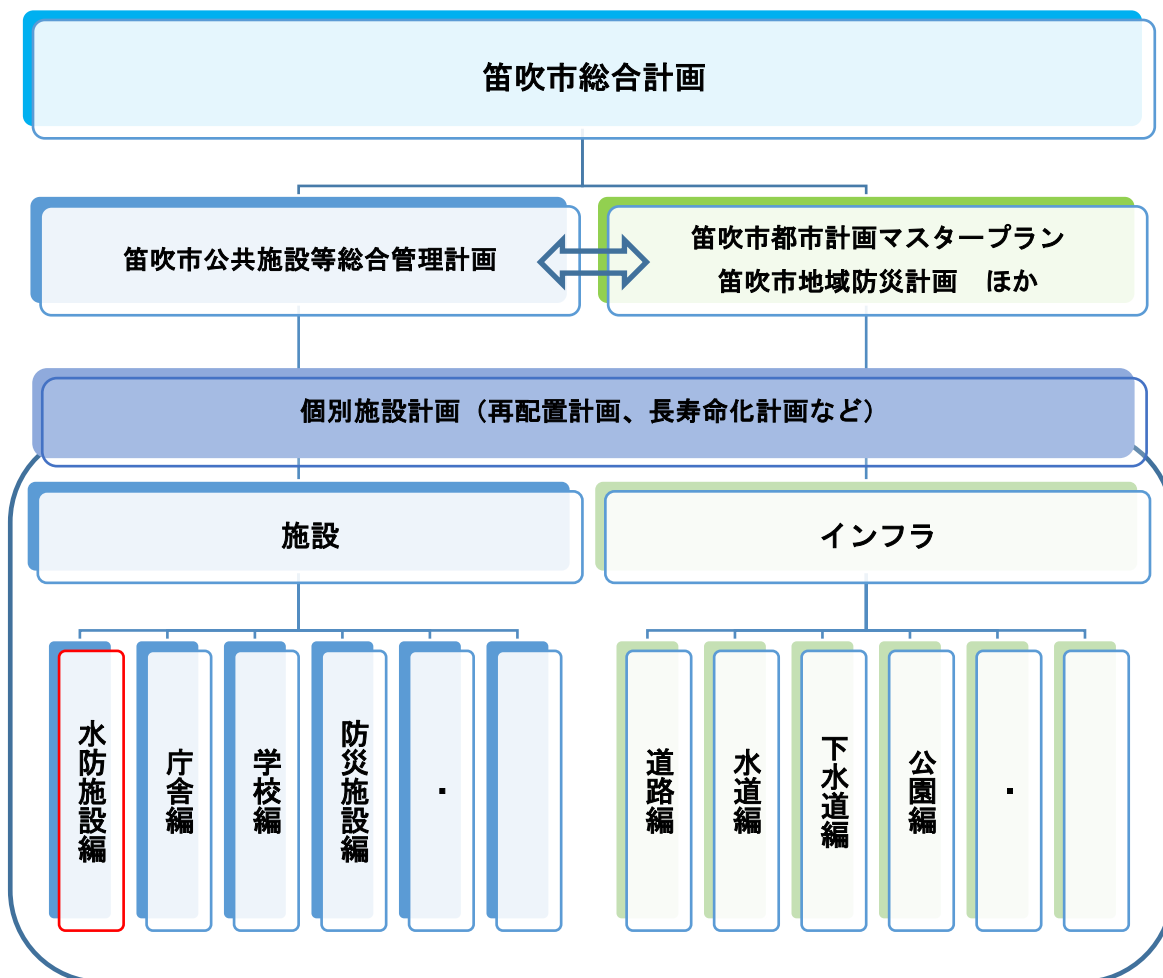 笛吹市総合計画
笛吹市公共施設等総合管理計画
笛吹市都市計画マスタープラン
笛吹市地域防災計画　ほか
個別施設計画（再配置計画、長寿命化計画など）
施設
インフラ
水防施設編
庁舎編
学校編
防災施設編
・
道路編
水道編
下水道編
公園編
・